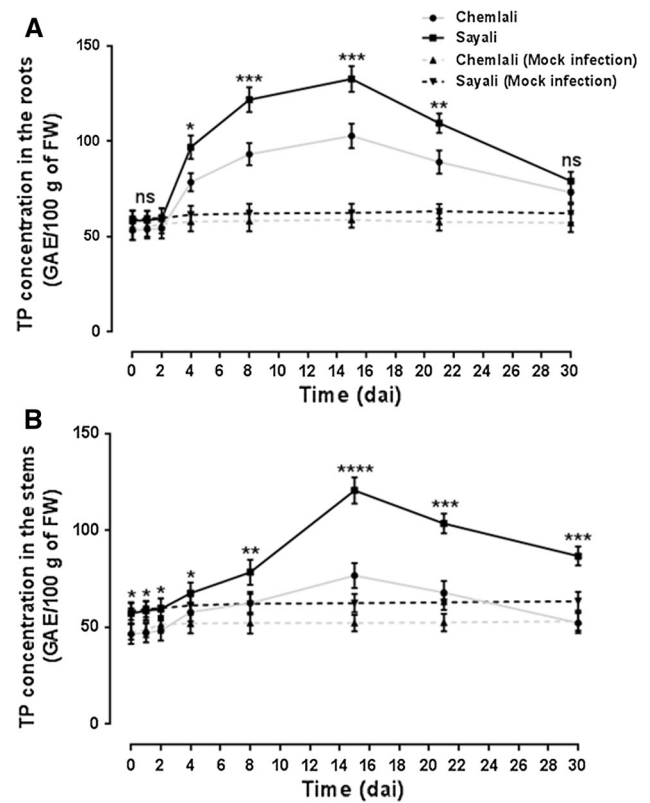 A
Chemlali
Sayali
Chemlali (Mock infection)
Sayali (Mock infection)
TP concentration in the roots
(GAE/100 g of FW)
150
100
50
0
ns
*
***
***
**
ns
0 2 4 6 8 10 12 14 16 18 20 22 24 26 28 30
Time (dai)
B
TP concentration in the stems
(GAE/100 g of FW)
150
100
50
0
* * *
*
**
****
***
***
0 2 4 6 8 10 12 14 16 18 20 22 24 26 28 30
Time (dai)